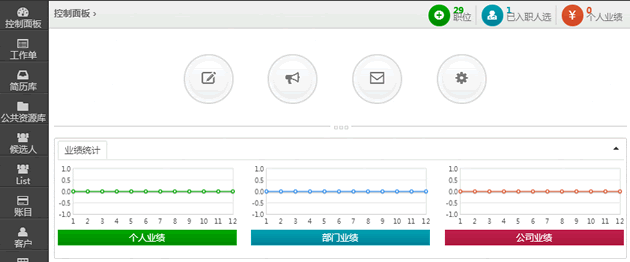 控制面板 ›
29
职位
1
已入职人选
¥
0
个人业绩
控制面板
工作单
简历库
公共资源库
候选人
List
账目
客户
业绩统计
1.0
0.5
0.0
-0.5
-1.0
1 2 3 4 5 6 7 8 9 10 11 12
个人业绩
1.0
0.5
0.0
-0.5
-1.0
1 2 3 4 5 6 7 8 9 10 11 12
部门业绩
1.0
0.5
0.0
-0.5
-1.0
1 2 3 4 5 6 7 8 9 10 11 12
公司业绩